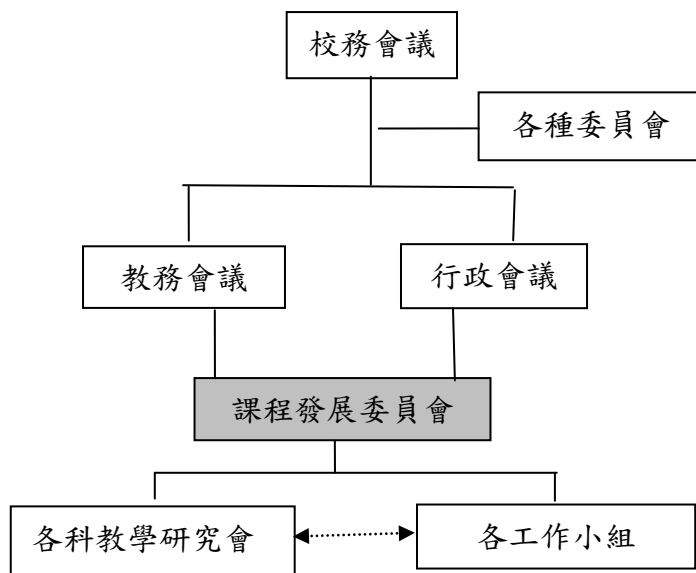 校務會議
各種委員會
教務會議
行政會議
課程發展委員會
各科教學研究會
各工作小組